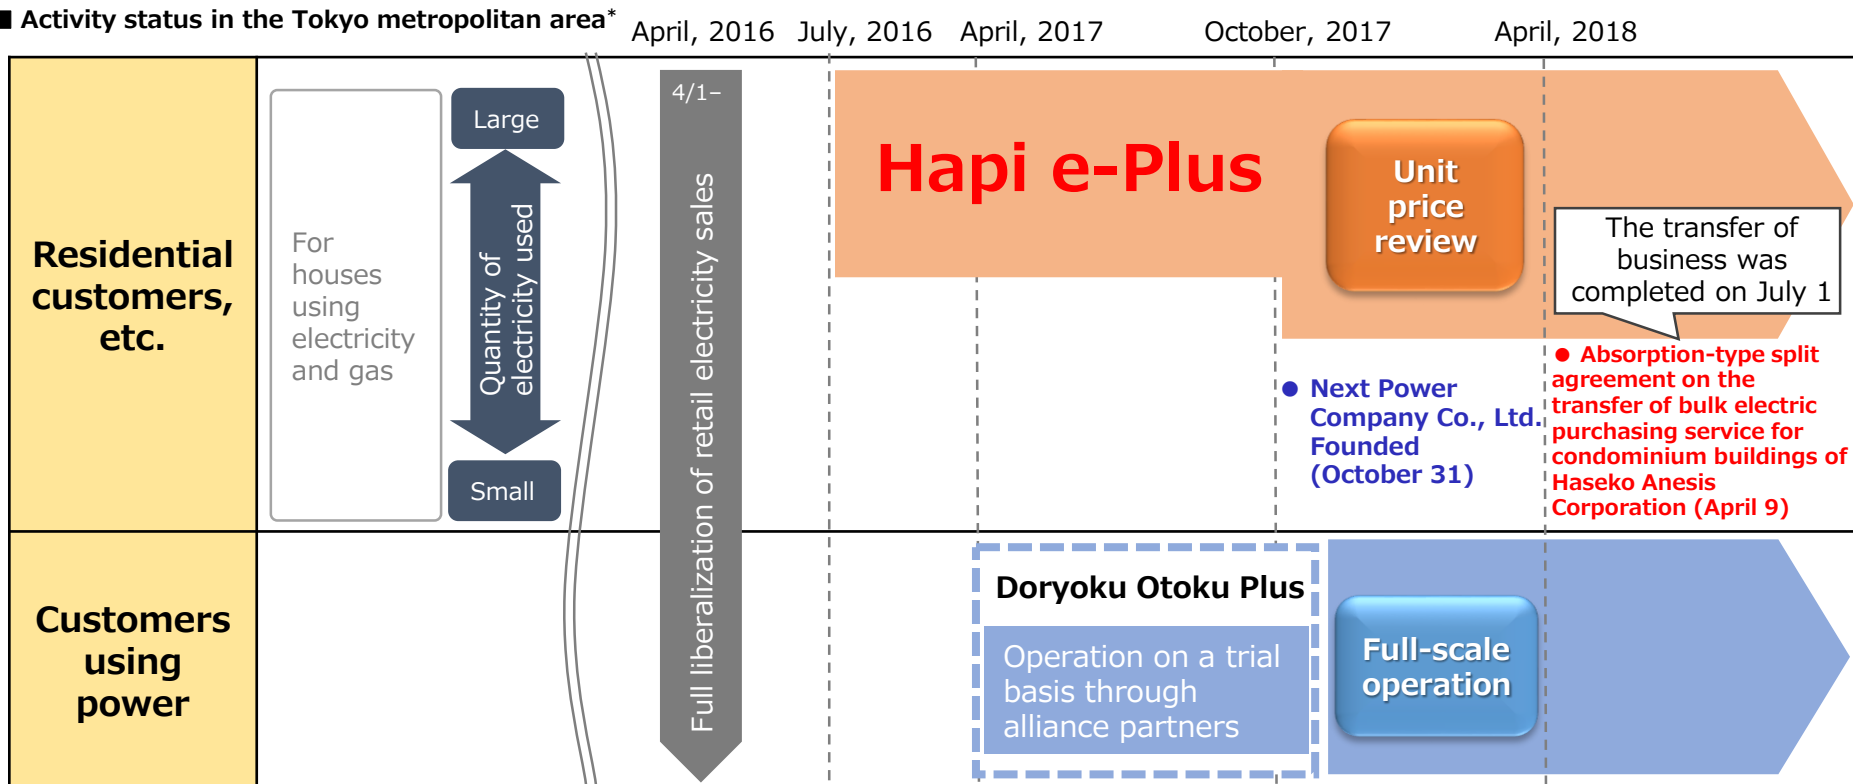 ■ Activity status in the Tokyo metropolitan area*
April, 2016
July, 2016
April, 2017
October, 2017
April, 2018
Residential
customers,
etc.
For
houses
using
electricity
and gas
Large
Quantity of
electricity used
Small
4/1–
Full liberalization of retail electricity sales
Hapi e-Plus
Unit
price
review
The transfer of
business was
completed on July 1
● Next Power
Company Co., Ltd.
Founded
(October 31)
● Absorption-type split
agreement on the
transfer of bulk electric
purchasing service for
condominium buildings of
Haseko Anesis
Corporation (April 9)
Customers
using
power
Doryoku Otoku Plus
Operation on a trial
basis through
alliance partners
Full-scale
operation